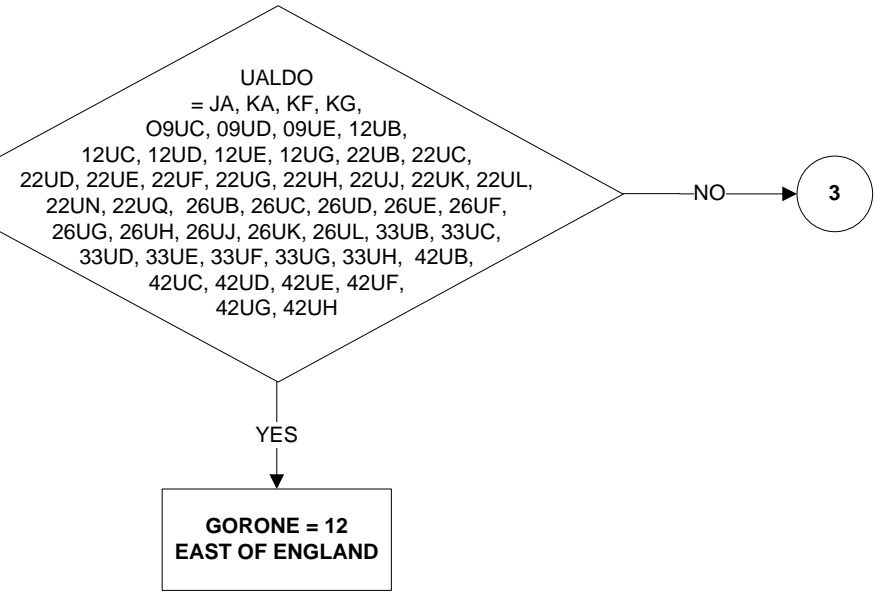 UALDO
= JA, KA, KF, KG,
O9UC, 09UD, 09UE, 12UB,
12UC, 12UD, 12UE, 12UG, 22UB, 22UC,
22UD, 22UE, 22UF, 22UG, 22UH, 22UJ, 22UK, 22UL,
22UN, 22UQ, 26UB, 26UC, 26UD, 26UE, 26UF,
26UG, 26UH, 26UJ, 26UK, 26UL, 33UB, 33UC,
33UD, 33UE, 33UF, 33UG, 33UH, 42UB,
42UC, 42UD, 42UE, 42UF,
42UG, 42UH
NO
3
YES
GORONE = 12
EAST OF ENGLAND